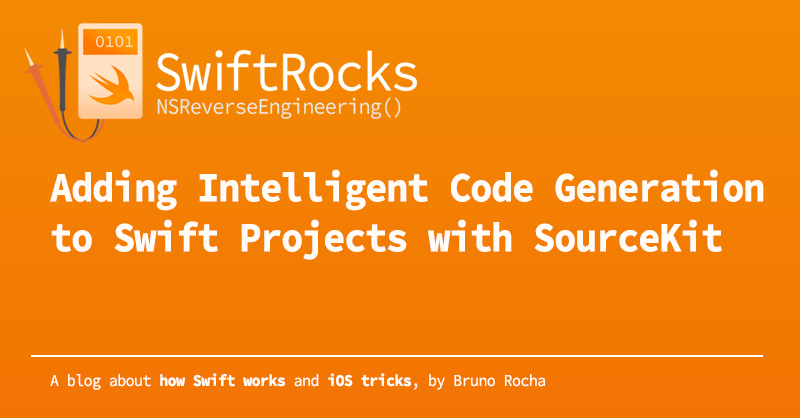 0101
SwiftRocks
NSReverseEngineering()
Adding Intelligent Code Generation
to Swift Projects with SourceKit
A blog about how Swift works and iOS tricks, by Bruno Rocha